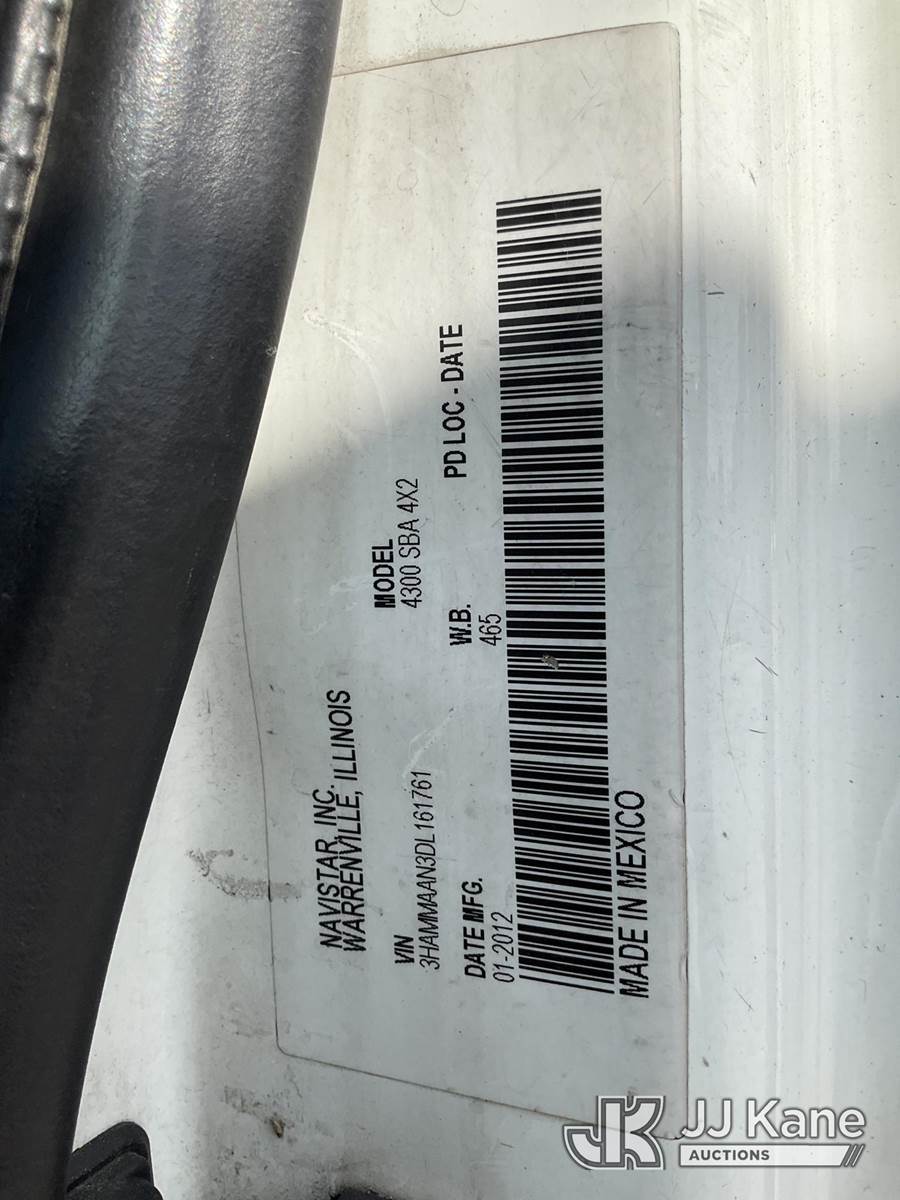 NAVISTAR, INC.
WARRENVILLE, ILLINOIS
VIN
3HAMMAAN3DL161761
MODEL
4300 SBA 4X2
DATE MFG.
01-2012
W.B.
465
PD LOC - DATE
MADE IN MEXICO
JK
JJ Kane
AUCTIONS